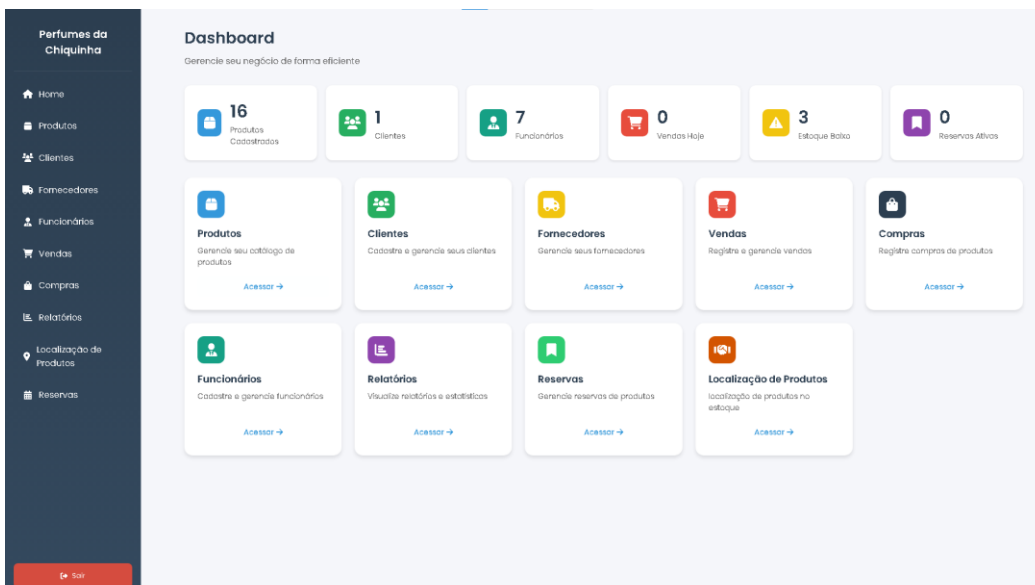 Perfumes da
Chiquinha
Home
Produtos
Clientes
Fornecedores
Funcionários
Vendas
Compras
Relatórios
Localização de
Produtos
Reservas
Sair
Dashboard
Gerencie seu negócio de forma eficiente
16
Produtos
Cadastrados
1
Clientes
7
Funcionários
0
Vendas Hoje
3
Estoque Baixo
0
Reservas Ativas
Produtos
Gerencie seu catálogo de
produtos
Acessar →
Clientes
Cadastre e gerencie seus clientes
Acessar →
Fornecedores
Gerencie seus fornecedores
Acessar →
Vendas
Registre e gerencie vendas
Acessar →
Compras
Registre compras de produtos
Acessar →
Funcionários
Cadastre e gerencie funcionários
Acessar →
Relatórios
Visualize relatórios e estatísticas
Acessar →
Reservas
Gerencie reservas de produtos
Acessar →
Localização de Produtos
localização de produtos no
estoque
Acessar →